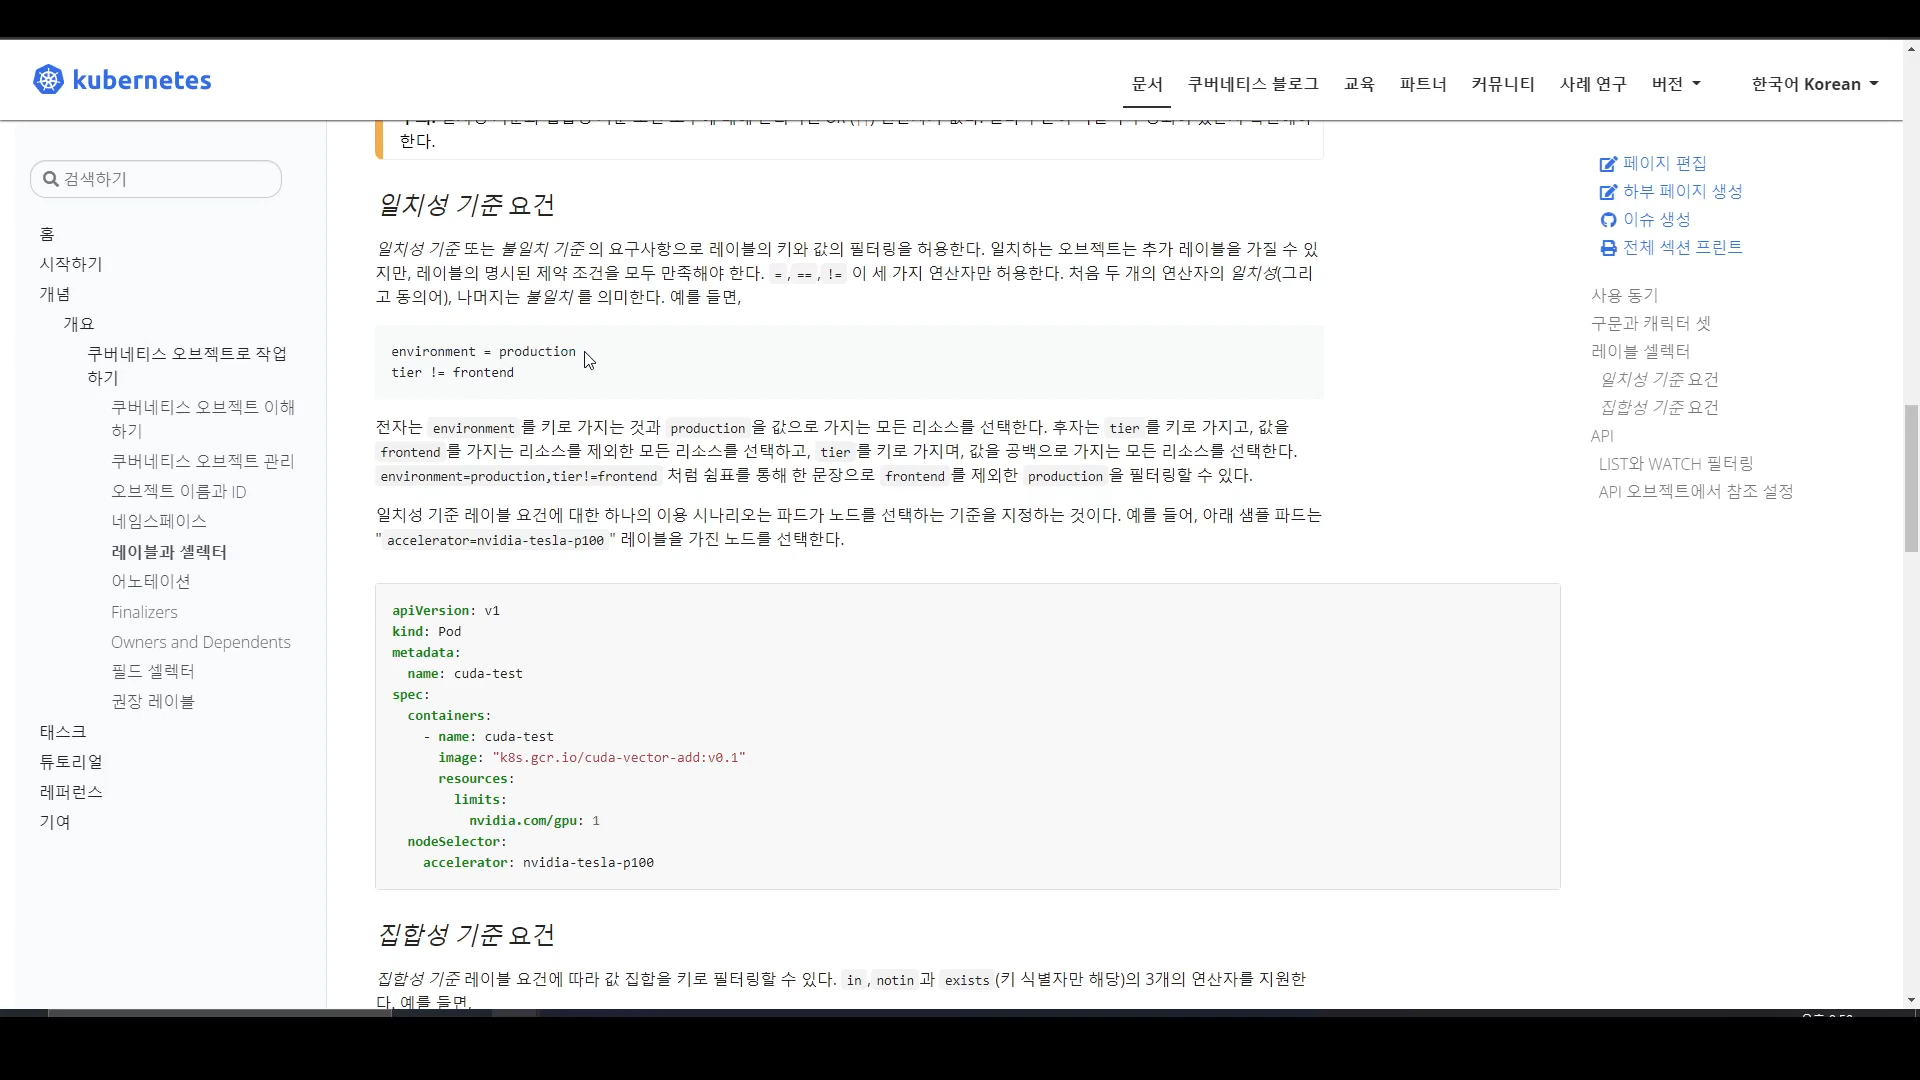 kubernetes
문서 쿠버네티스 블로그 교육 파트너 커뮤니티 사례 연구 버전 한국어 Korean
검색하기
홈
시작하기
개념
개요
쿠버네티스 오브젝트로 작업
하기
쿠버네티스 오브젝트 이해
하기
쿠버네티스 오브젝트 관리
오브젝트 이름과 ID
네임스페이스
레이블과 셀렉터
어노테이션
Finalizers
Owners and Dependents
필드 셀렉터
권장 레이블
태스크
튜토리얼
레퍼런스
기여
한다.
일치성 기준 요건
일치성 기준 또는 불일치 기준 의 요구사항으로 레이블의 키와 값의 필터링을 허용한다. 일치하는 오브젝트는 추가 레이블을 가질 수 있
지만, 레이블의 명시된 제약 조건을 모두 만족해야 한다. =,==,!= 이 세 가지 연산자만 허용한다. 처음 두 개의 연산자의 일치성(그리
고 동의어), 나머지는 불일치 를 의미한다. 예를 들면,
environment = production
tier != frontend
전자는 environment 를 키로 가지는 것과 production 을 값으로 가지는 모든 리소스를 선택한다. 후자는 tier 를 키로 가지고, 값을
frontend 를 가지는 리소스를 제외한 모든 리소스를 선택하고, tier 를 키로 가지며, 값을 공백으로 가지는 모든 리소스를 선택한다.
environment=production,tier!=frontend 처럼 쉼표를 통해 한 문장으로 frontend 를 제외한 production 을 필터링할 수 있다.
일치성 기준 레이블 요건에 대한 하나의 이용 시나리오는 파드가 노드를 선택하는 기준을 지정하는 것이다. 예를 들어, 아래 샘플 파드는
"accelerator=nvidia-tesla-p100" 레이블을 가진 노드를 선택한다.
apiVersion: v1
kind: Pod
metadata:
  name: cuda-test
spec:
  containers:
    - name: cuda-test
      image: "k8s.gcr.io/cuda-vector-add:v0.1"
      resources:
        limits:
          nvidia.com/gpu: 1
  nodeSelector:
    accelerator: nvidia-tesla-p100
집합성 기준 요건
집합성 기준 레이블 요건에 따라 값 집합을 키로 필터링할 수 있다. in,notin과 exists(키 식별자만 해당)의 3개의 연산자를 지원한
다. 예를 들면,
페이지 편집
하부 페이지 생성
이슈 생성
전체 섹션 프린트
사용 동기
구문과 캐릭터 셋
레이블 셀렉터
일치성 기준 요건
집합성 기준 요건
API
LIST와 WATCH 필터링
API 오브젝트에서 참조 설정